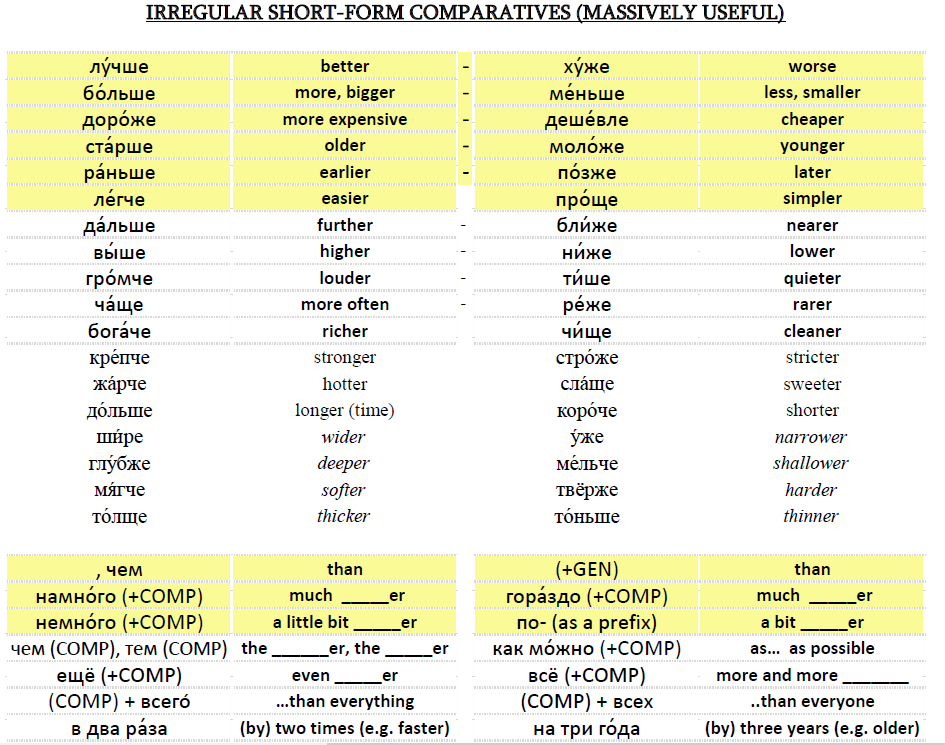 IRREGULAR SHORT-FORM COMPARATIVES (MASSIVELY USEFUL)
лу́чше better - ху́же worse
бо́льше more, bigger - ме́ньше less, smaller
доро́же more expensive - деше́вле cheaper
ста́рше older - моло́же younger
ра́ньше earlier - по́зже later
ле́гче easier про́ще simpler
да́льше further - бли́же nearer
вы́ше higher - ни́же lower
гро́мче louder - ти́ше quieter
ча́ще more often - ре́же rarer
бога́че richer чи́ще cleaner
кре́пче stronger стро́же stricter
жа́рче hotter сла́ще sweeter
до́льше longer (time) коро́че shorter
ши́ре wider у́же narrower
глу́бже deeper ме́льче shallower
мя́гче softer твёрже harder
то́лще thicker то́ньше thinner
, чем than (+GEN) than
намно́го (+COMP) much _____er гора́здо (+COMP) much _____er
немно́го (+COMP) a little bit _____er по- (as a prefix) a bit _____er
чем (COMP), тем (COMP) the ______er, the _____er как мо́жно (+COMP) as... as possible
ещё (+COMP) even _____er всё (+COMP) more and more _______
(COMP) + всего́ ...than everything (COMP) + всех ..than everyone
в два ра́за (by) two times (e.g. faster) на три го́да (by) three years (e.g. older)